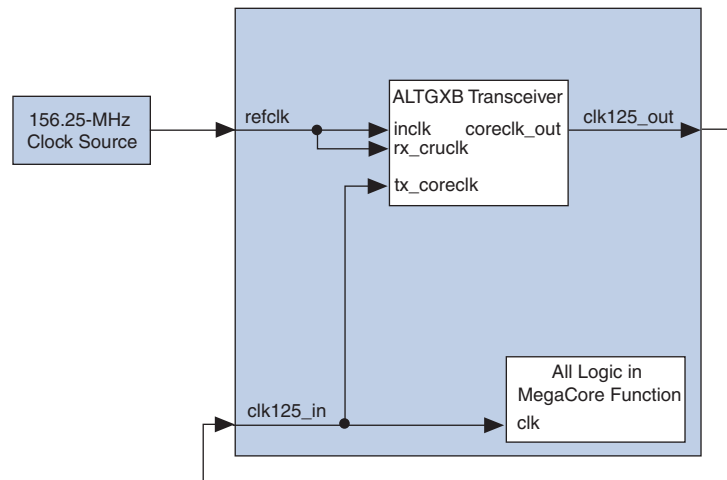 156.25-MHz
Clock Source
refclk
ALTGXB Transceiver
inclk coreclk_out
rx_cruclk
tx_coreclk
clk125_out
clk125_in
All Logic in
MegaCore Function
clk